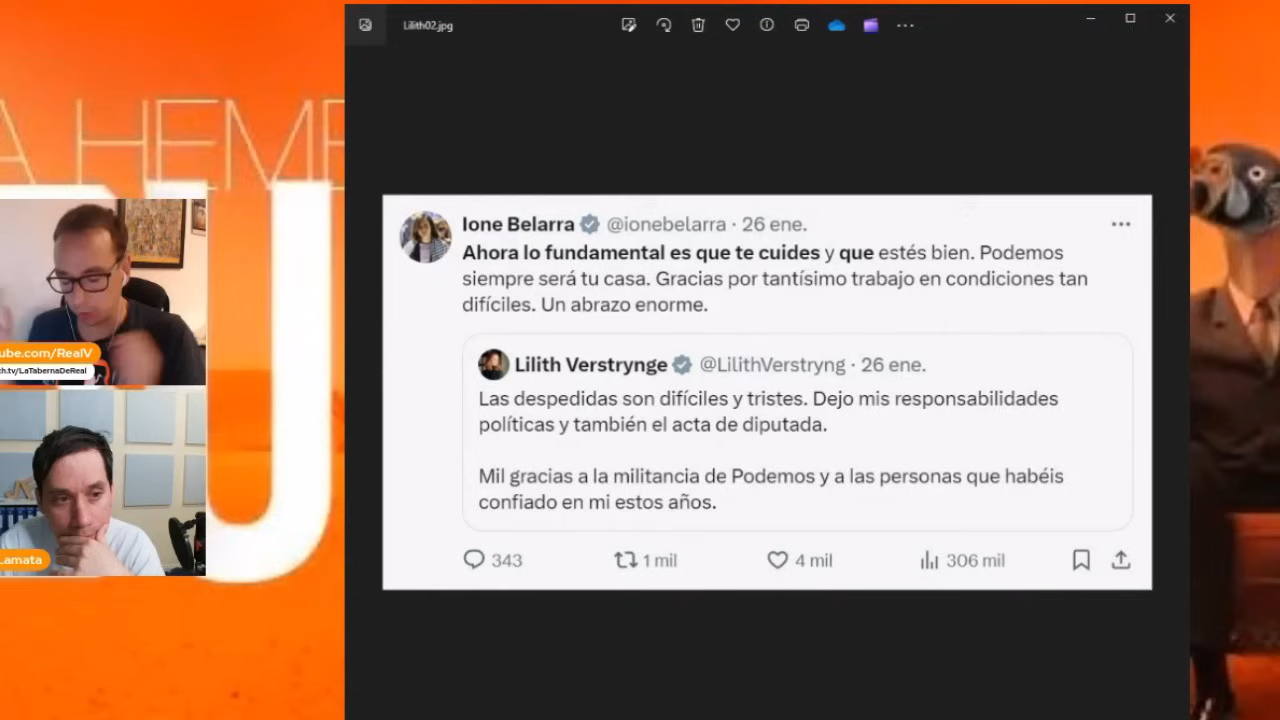 Lilith02.jpg
A HEME
U
Ione Belarra @ionebelarra · 26 ene.
Ahora lo fundamental es que te cuides y que estés bien. Podemos
siempre será tu casa. Gracias por tantísimo trabajo en condiciones tan
difíciles. Un abrazo enorme.
Lilith Verstrynge @LilithVerstryng · 26 ene.
Las despedidas son difíciles y tristes. Dejo mis responsabilidades
políticas y también el acta de diputada.
Mil gracias a la militancia de Podemos y a las personas que habéis
confiado en mi estos años.
343 1 mil 4 mil 306 mil
ube.com/RealV
ch.tv/LaTabernaDeReal
Lamata